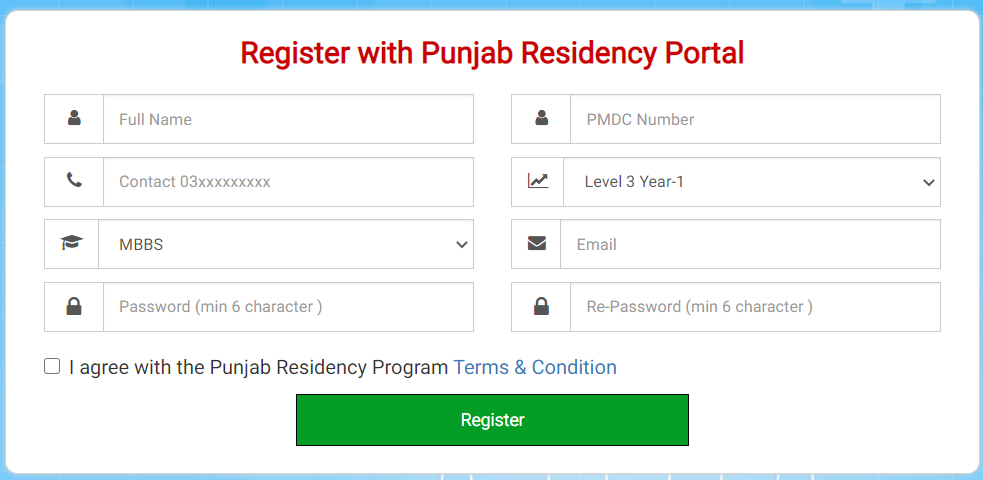 Register with Punjab Residency Portal
Full Name
PMDC Number
Contact 03xxxxxxxxx
Level 3 Year-1
MBBS
Email
Password (min 6 character )
Re-Password (min 6 character )
I agree with the Punjab Residency Program Terms & Condition
Register